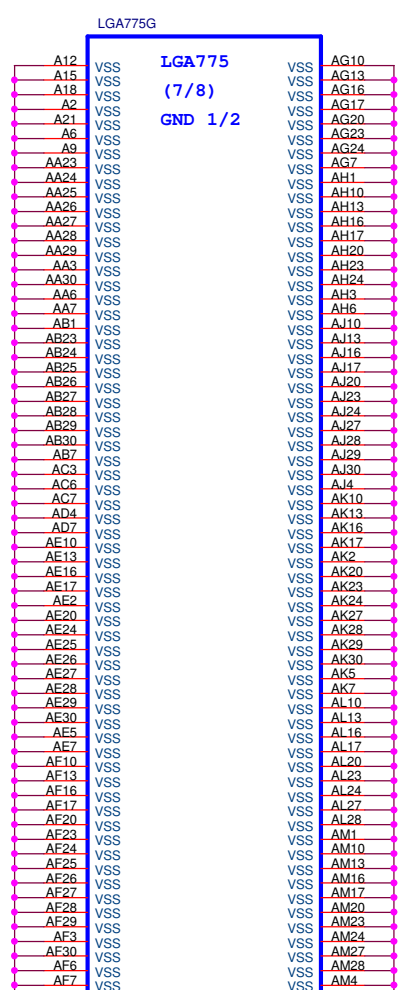 LGA775G
LGA775
(7/8)
GND 1/2
A12 VSS VSS AG10
A15 VSS VSS AG13
A18 VSS VSS AG16
A2 VSS VSS AG17
A21 VSS VSS AG20
A6 VSS VSS AG23
A9 VSS VSS AG24
AA23 VSS VSS AG7
AA24 VSS VSS AH1
AA25 VSS VSS AH10
AA26 VSS VSS AH13
AA27 VSS VSS AH16
AA28 VSS VSS AH17
AA29 VSS VSS AH20
AA3 VSS VSS AH23
AA30 VSS VSS AH24
AA6 VSS VSS AH3
AA7 VSS VSS AH6
AB1 VSS VSS AJ10
AB23 VSS VSS AJ13
AB24 VSS VSS AJ16
AB25 VSS VSS AJ17
AB26 VSS VSS AJ20
AB27 VSS VSS AJ23
AB28 VSS VSS AJ24
AB29 VSS VSS AJ27
AB30 VSS VSS AJ28
AB7 VSS VSS AJ29
AC3 VSS VSS AJ30
AC6 VSS VSS AJ4
AC7 VSS VSS AK10
AD4 VSS VSS AK13
AD7 VSS VSS AK16
AE10 VSS VSS AK17
AE13 VSS VSS AK2
AE16 VSS VSS AK20
AE17 VSS VSS AK23
AE2 VSS VSS AK24
AE20 VSS VSS AK27
AE24 VSS VSS AK28
AE25 VSS VSS AK29
AE26 VSS VSS AK30
AE27 VSS VSS AK5
AE28 VSS VSS AK7
AE29 VSS VSS AL10
AE30 VSS VSS AL13
AE5 VSS VSS AL16
AE7 VSS VSS AL17
AF10 VSS VSS AL20
AF13 VSS VSS AL23
AF16 VSS VSS AL24
AF17 VSS VSS AL27
AF20 VSS VSS AL28
AF23 VSS VSS AM1
AF24 VSS VSS AM10
AF25 VSS VSS AM13
AF26 VSS VSS AM16
AF27 VSS VSS AM17
AF28 VSS VSS AM20
AF29 VSS VSS AM23
AF3 VSS VSS AM24
AF30 VSS VSS AM27
AF6 VSS VSS AM28
AF7 VSS VSS AM4